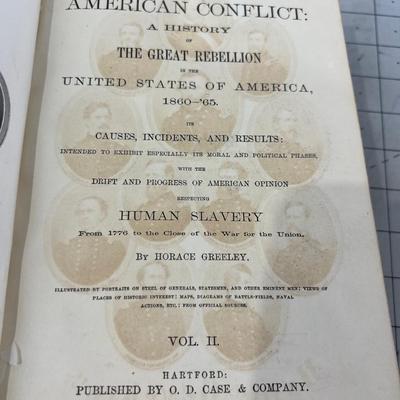 AMERICAN CONFLICT:
A HISTORY
OF
THE GREAT REBELLION
IN THE
UNITED STATES OF AMERICA,
1860–'65.
ITS
CAUSES, INCIDENTS, AND RESULTS:
INTENDED TO EXHIBIT ESPECIALLY ITS MORAL AND POLITICAL PHASES,
WITH THE
DRIFT AND PROGRESS OF AMERICAN OPINION
RESPECTING
HUMAN SLAVERY
From 1776 to the Close of the War for the Union.
BY HORACE GREELEY.
ILLUSTRATED BY PORTRAITS ON STEEL OF GENERALS, STATESMEN, AND OTHER EMINENT MEN; VIEWS OF
PLACES OF HISTORIC INTEREST; MAPS, DIAGRAMS OF BATTLE-FIELDS, NAVAL
ACTIONS, ETC.; FROM OFFICIAL SOURCES.
VOL. II.
HARTFORD:
PUBLISHED BY O. D. CASE & COMPANY.